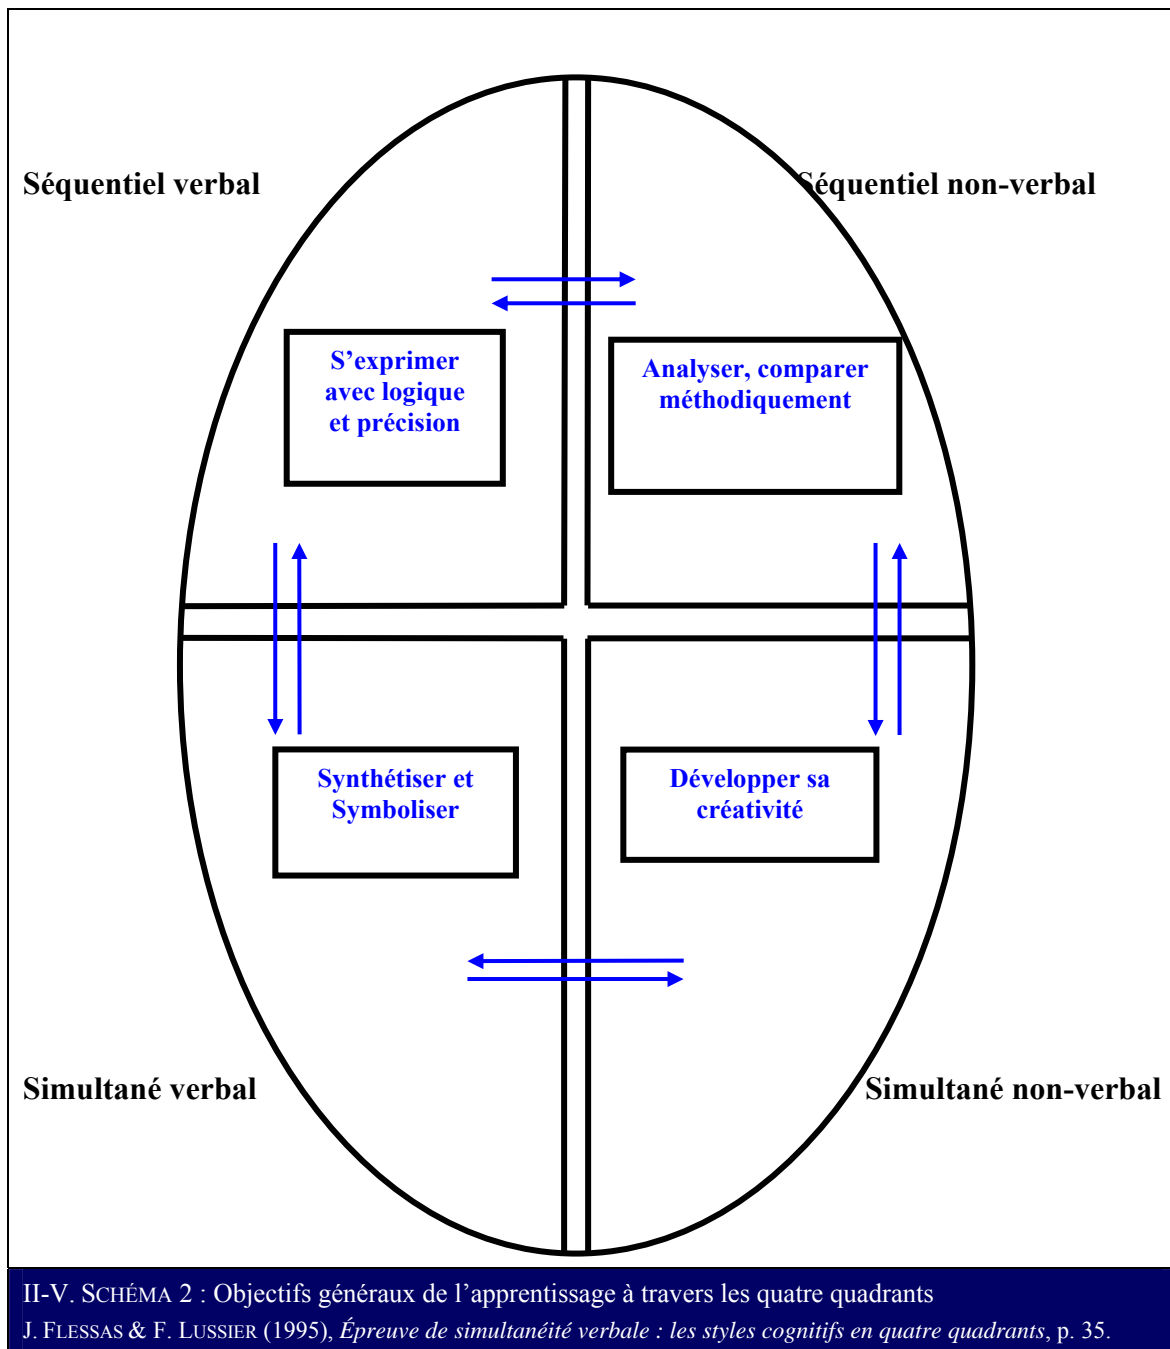 Séquentiel verbal
Séquentiel non-verbal
S’exprimer
avec logique
et précision
Analyser, comparer
méthodiquement
Synthétiser et
Symboliser
Développer sa
créativité
Simultané verbal
Simultané non-verbal
II-V. SCHÉMA 2 : Objectifs généraux de l’apprentissage à travers les quatre quadrants
J. FLESSAS & F. LUSSIER (1995), Épreuve de simultanéité verbale : les styles cognitifs en quatre quadrants, p. 35.